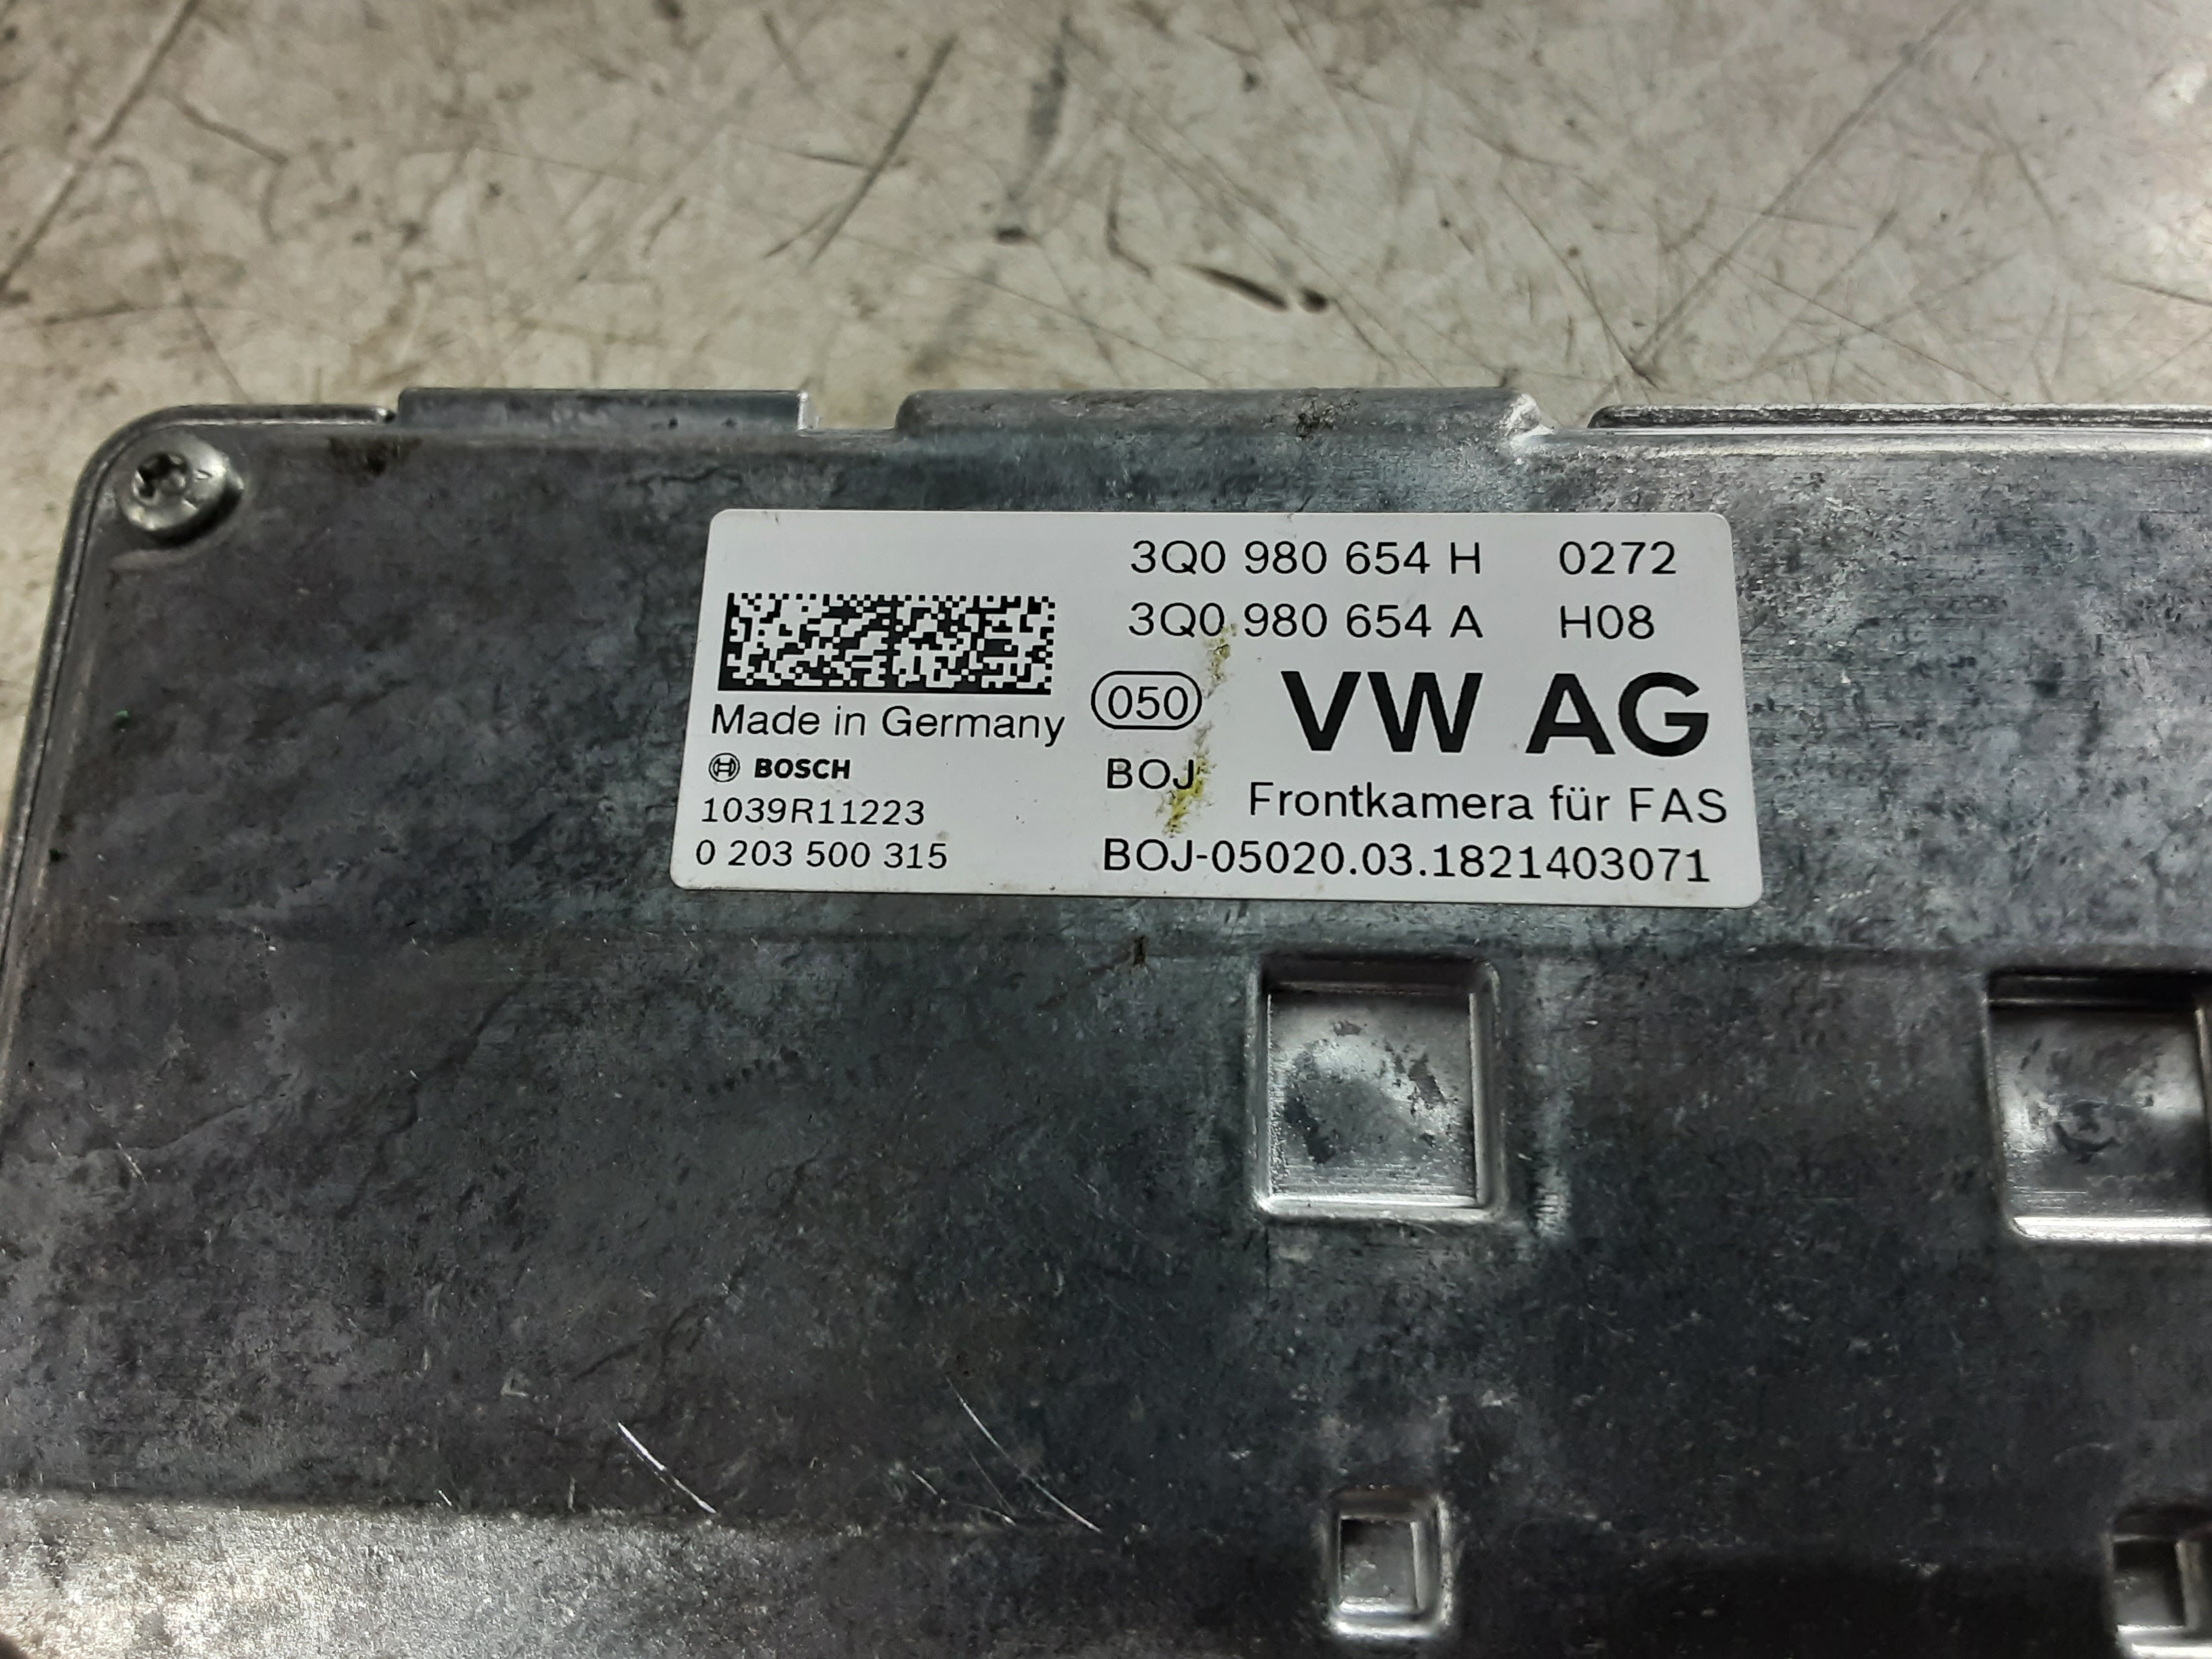 3Q0 980 654 H 0272
3Q0 980 654 A H08
Made in Germany
050
VW AG
BOSCH
BOJ
Frontkamera für FAS
1039R11223
0 203 500 315
BOJ-05020.03.1821403071